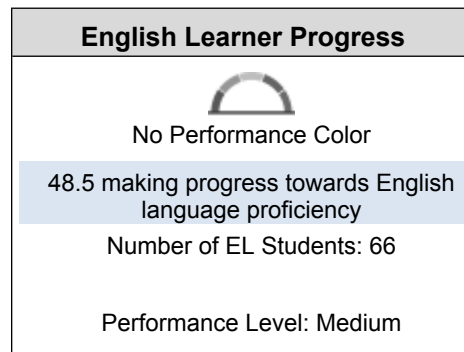 English Learner Progress
No Performance Color
48.5 making progress towards English
language proficiency
Number of EL Students: 66
Performance Level: Medium